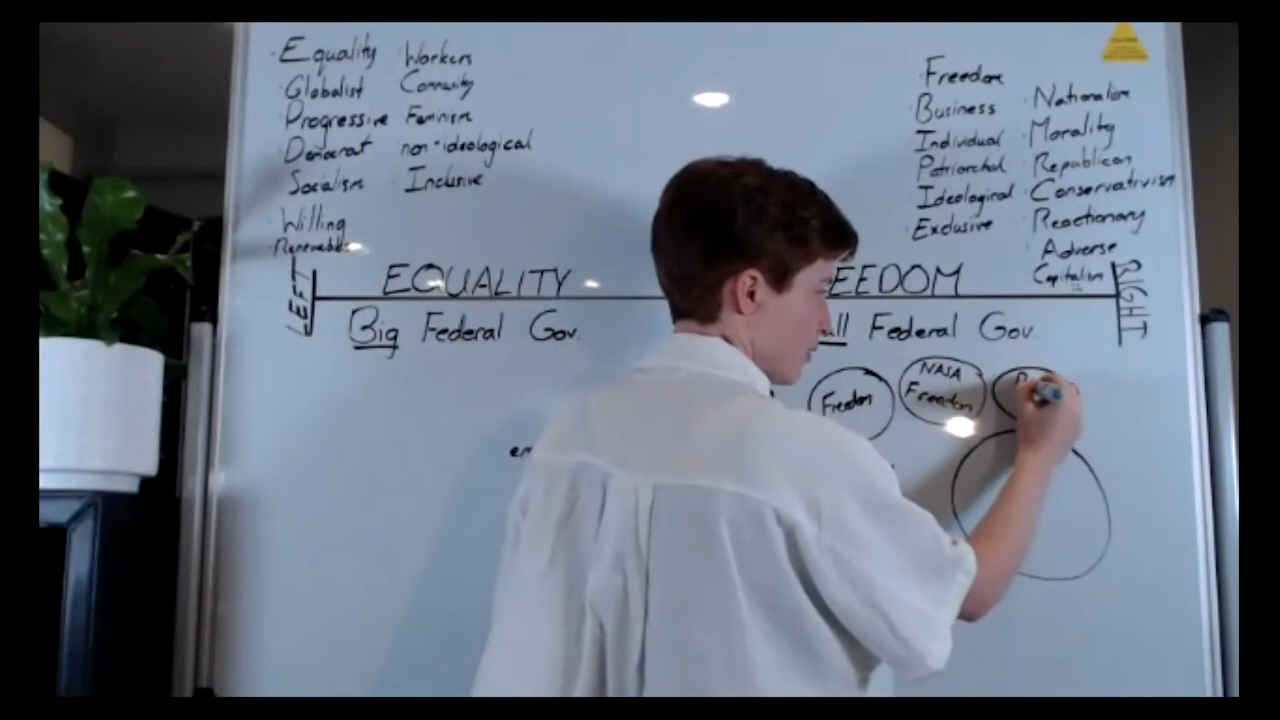 Equality
Globalist
Progressive
Democrat
Socialism
Willing
Renewable
Workers
Community
Feminism
non-ideological
Inclusive
Freedom
Business
Individual
Patriarchal
Ideological
Exclusive
Nationalism
Morality
Republican
Conservativism
Reactionary
Adverse
Capitalism
LEFT
EQUALITY
EEDOM
RIGHT
Big Federal Gov.
all Federal Gov.
Freedom
NASA
Freedom